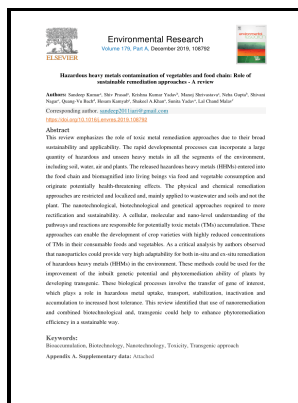 ELSEVIER
Environmental Research
Volume 179, Part A, December 2019, 108792
Hazardous heavy metals contamination of vegetables and food chain: Role of
sustainable remediation approaches - A review
Authors: Sandeep Kumarᵃ, Shiv Prasadᵃ, Krishna Kumar Yadavᵇ, Manoj Shrivastavaᵃ, Neha Guptaᵇ, Shivani
Nagarᶜ, Quang-Vu Bachᵈ, Hesam Kamyabᵉ, Shakeel A.Khanᵃ, Sunita Yadavᵃ, Lal Chand Malavᶠ
Corresponding author: sandeep2011iari@gmail.com
https://doi.org/10.1016/j.envres.2019.108792
Abstract
This review emphasizes the role of toxic metal remediation approaches due to their broad
sustainability and applicability. The rapid developmental processes can incorporate a large
quantity of hazardous and unseen heavy metals in all the segments of the environment,
including soil, water, air and plants. The released hazardous heavy metals (HHMs) entered into
the food chain and biomagnified into living beings via food and vegetable consumption and
originate potentially health-threatening effects. The physical and chemical remediation
approaches are restricted and localized and, mainly applied to wastewater and soils and not the
plant. The nanotechnological, biotechnological and genetical approaches required to more
rectification and sustainability. A cellular, molecular and nano-level understanding of the
pathways and reactions are responsible for potentially toxic metals (TMs) accumulation. These
approaches can enable the development of crop varieties with highly reduced concentrations
of TMs in their consumable foods and vegetables. As a critical analysis by authors observed
that nanoparticles could provide very high adaptability for both in-situ and ex-situ remediation
of hazardous heavy metals (HHMs) in the environment. These methods could be used for the
improvement of the inbuilt genetic potential and phytoremediation ability of plants by
developing transgenic. These biological processes involve the transfer of gene of interest,
which plays a role in hazardous metal uptake, transport, stabilization, inactivation and
accumulation to increased host tolerance. This review identified that use of nanoremediation
and combined biotechnological and, transgenic could help to enhance phytoremediation
efficiency in a sustainable way.
Keywords:
Bioaccumulation, Biotechnology, Nanotechnology, Toxicity, Transgenic approach
Appendix A. Supplementary data: Attached